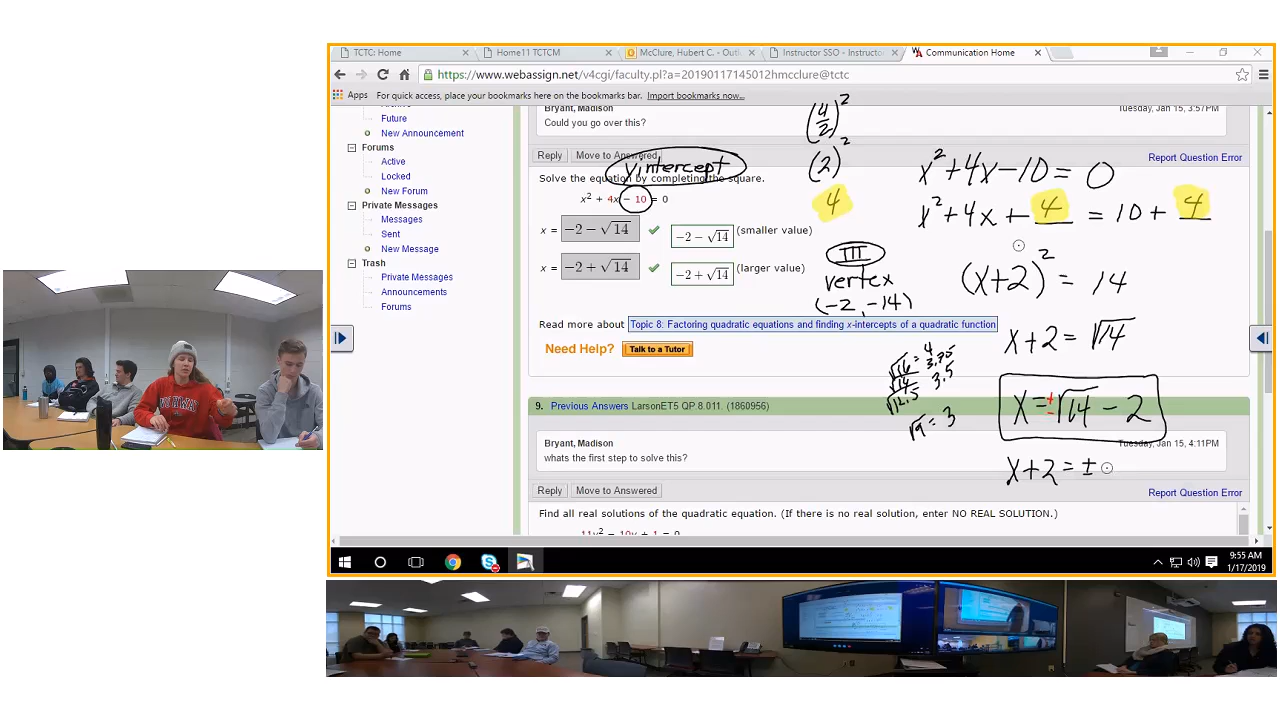 TCTC: Home
Home11 TCTCM
McClure, Hubert C. - Outl
Instructor SSO - Instructo
Communication Home
https://www.webassign.net/v4cgi/faculty.pl?a=20190117145012hmcclure@tctc
Apps
For quick access, place your bookmarks here on the bookmarks bar.
Import bookmarks now...
Future
New Announcement
Forums
Active
Locked
New Forum
Private Messages
Messages
Sent
New Message
Trash
Private Messages
Announcements
Forums
Bryant, Madison
Tuesday, Jan 15, 3:57PM
Could you go over this?
Reply
Move to Answered
Report Question Error
y intercept
Solve the equation by completing the square.
x² + 4x − 10 = 0
x = −2 − √14
−2 − √14 (smaller value)
x = −2 + √14
−2 + √14 (larger value)
Read more about Topic 8: Factoring quadratic equations and finding x-intercepts of a quadratic function
Need Help? Talk to a Tutor
(4/2)²
(2)²
4
III
vertex
(-2, -14)
x²+4x-10=0
x²+4x+4=10+4
(x+2)²=14
x+2=√14
x=±√14-2
x+2=±
√16=4
3.75
√14
3.5
√12.5
√9=3
9. Previous Answers LarsonET5 QP 8.011. (1860956)
Bryant, Madison
Tuesday, Jan 15, 4:11PM
whats the first step to solve this?
Reply
Move to Answered
Report Question Error
Find all real solutions of the quadratic equation. (If there is no real solution, enter NO REAL SOLUTION.)
9:55 AM
1/17/2019